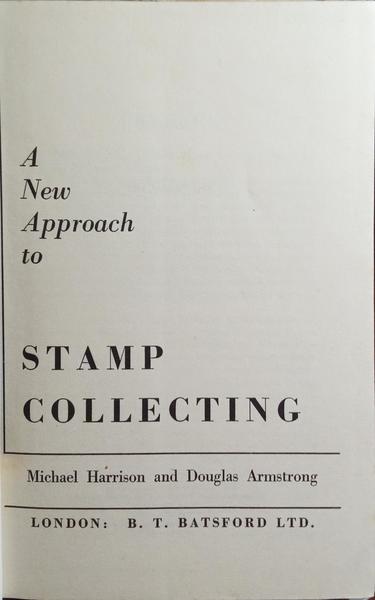 A
New
Approach
to
STAMP
COLLECTING
Michael Harrison and Douglas Armstrong
LONDON: B. T. BATSFORD LTD.